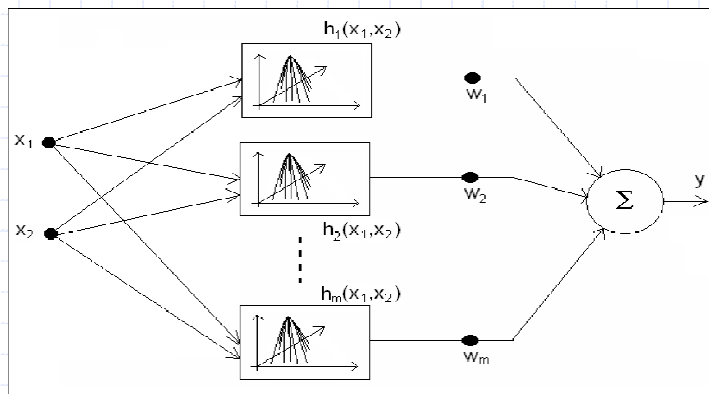 h₁(x₁,x₂)
w₁
x₁
y
w₂
Σ
x₂
h₂(x₁,x₂)
hₘ(x₁,x₂)
wₘ